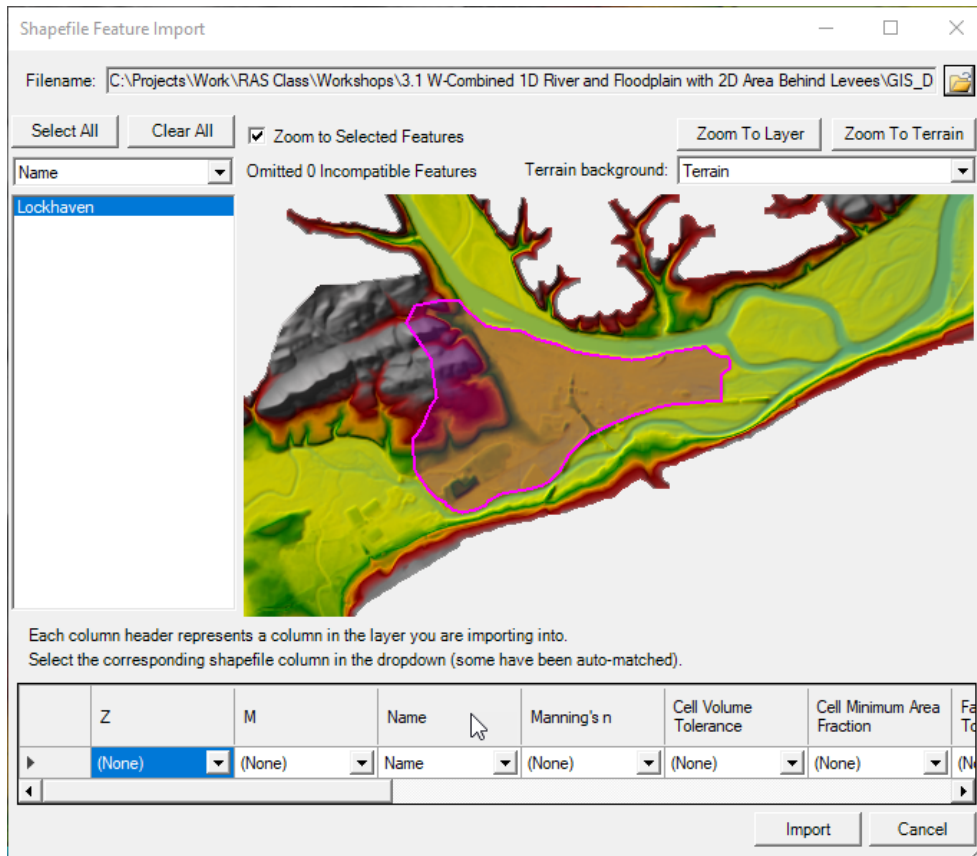 Shapefile Feature Import
Filename: C:\Projects\Work\RAS Class\Workshops\3.1 W-Combined 1D River and Floodplain with 2D Area Behind Levees\GIS_D
Select All Clear All Zoom to Selected Features Zoom To Layer Zoom To Terrain
Name Omitted 0 Incompatible Features Terrain background: Terrain
Lockhaven
Each column header represents a column in the layer you are importing into.
Select the corresponding shapefile column in the dropdown (some have been auto-matched).
Z M Name Manning's n Cell Volume Tolerance Cell Minimum Area Fraction
(None) (None) Name (None) (None) (None)
Import Cancel